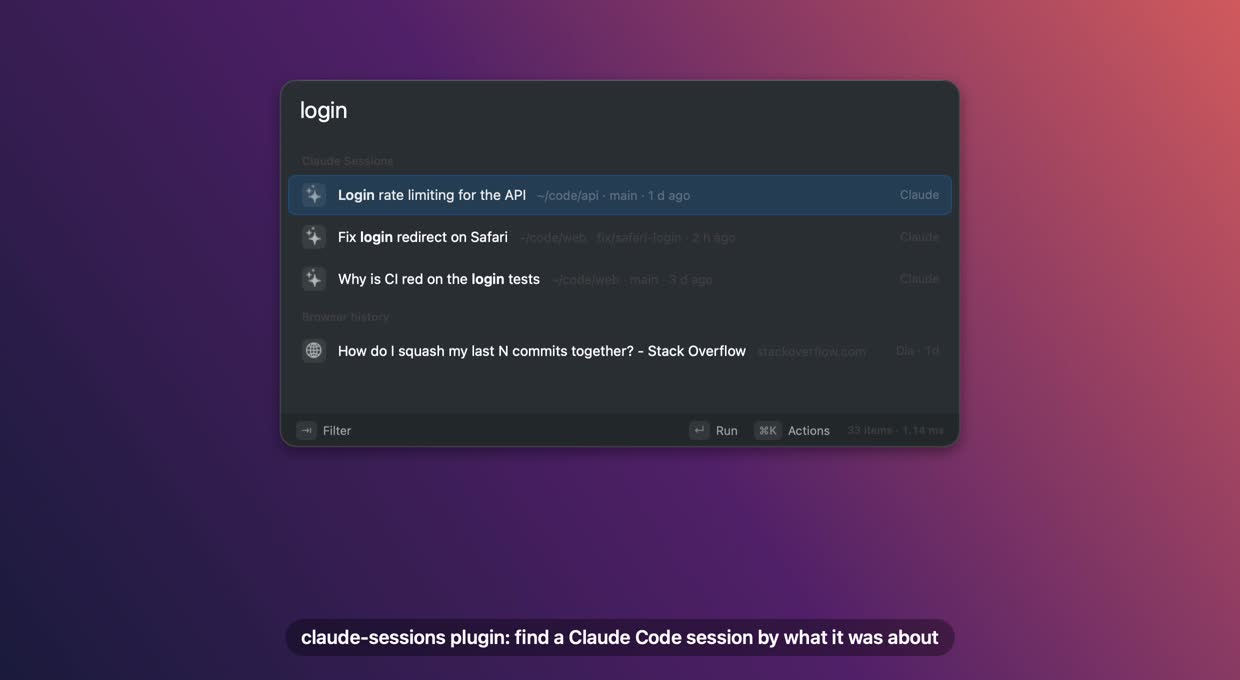 login
Claude Sessions
Login rate limiting for the API ~/code/api · main · 1 d ago Claude
Fix login redirect on Safari ~/code/web · fix/safari-login · 2 h ago Claude
Why is CI red on the login tests ~/code/web · main · 3 d ago Claude
Browser history
How do I squash my last N commits together? - Stack Overflow stackoverflow.com Dia · 1d
Filter Run ⌘K Actions 33 items · 1.14 ms
claude-sessions plugin: find a Claude Code session by what it was about